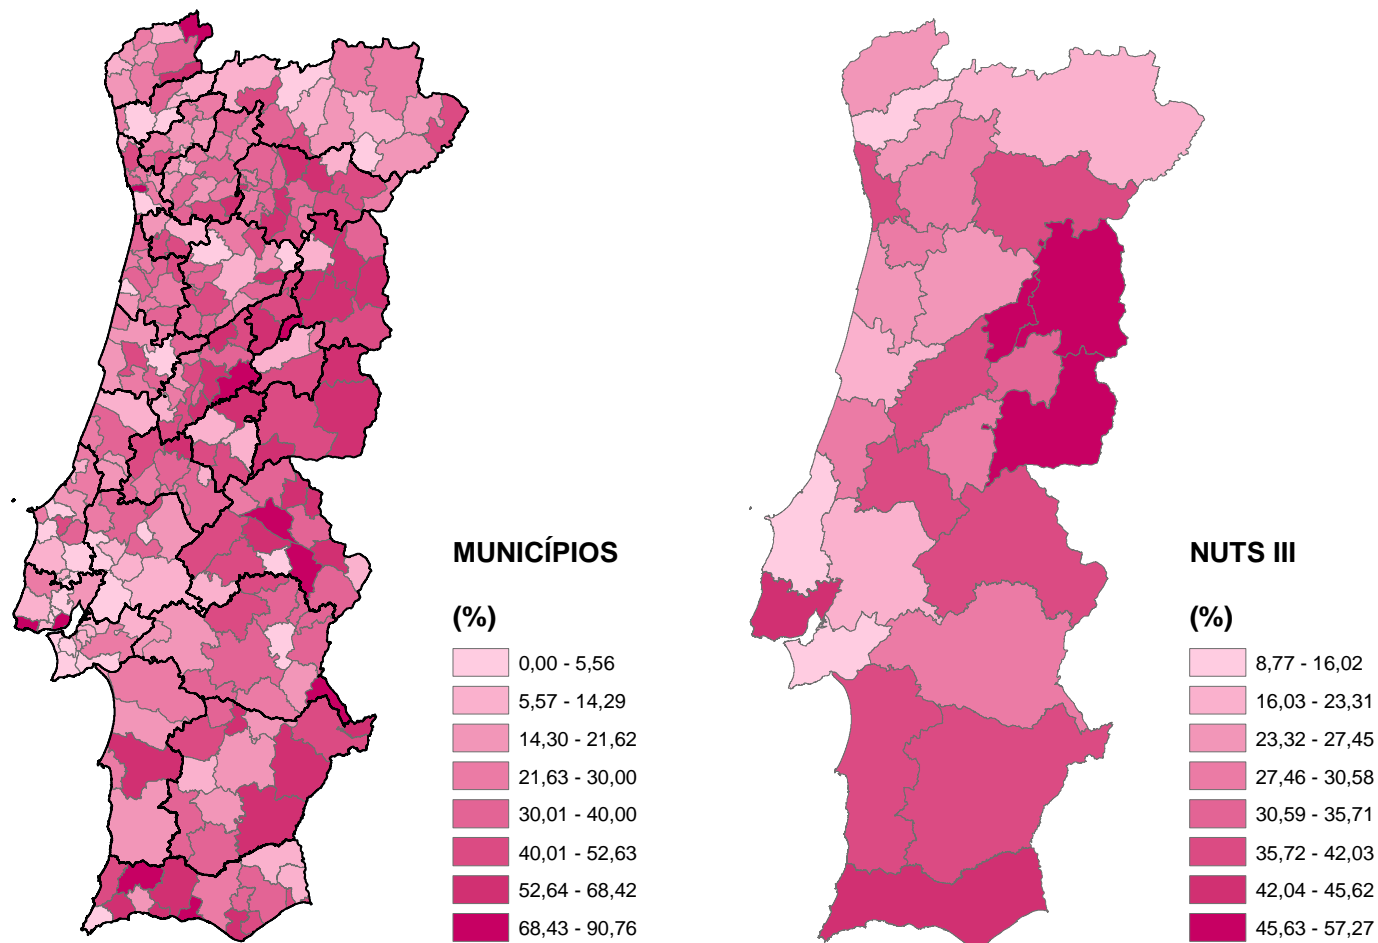 MUNICÍPIOS
(%)
0,00 - 5,56
5,57 - 14,29
14,30 - 21,62
21,63 - 30,00
30,01 - 40,00
40,01 - 52,63
52,64 - 68,42
68,43 - 90,76
NUTS III
(%)
8,77 - 16,02
16,03 - 23,31
23,32 - 27,45
27,46 - 30,58
30,59 - 35,71
35,72 - 42,03
42,04 - 45,62
45,63 - 57,27